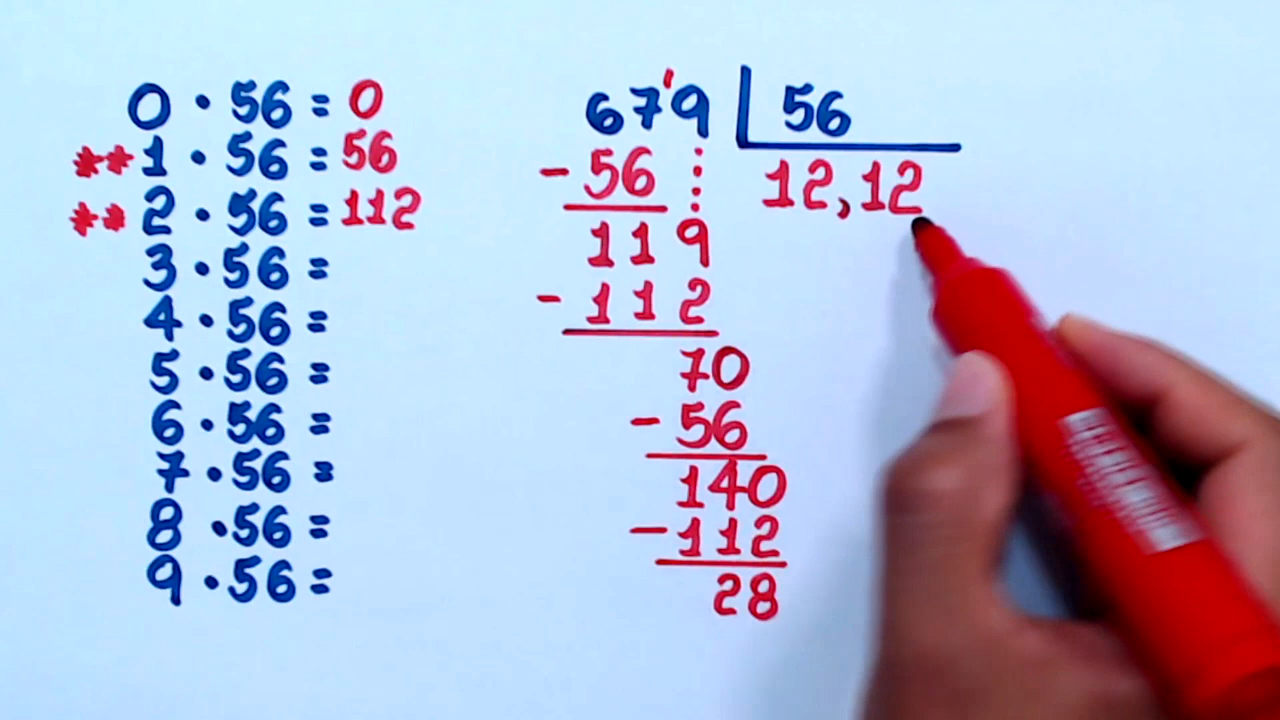 0 · 56 = 0
**1 · 56 = 56
**2 · 56 = 112
3 · 56 =
4 · 56 =
5 · 56 =
6 · 56 =
7 · 56 =
8 · 56 =
9 · 56 =
67'9 56
- 56 12,12
119
- 112
70
- 56
140
- 112
28